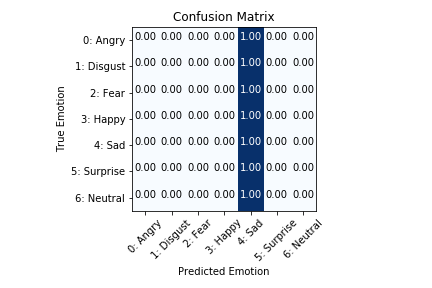 Confusion Matrix
0: Angry 0.00 0.00 0.00 0.00 1.00 0.00 0.00
1: Disgust 0.00 0.00 0.00 0.00 1.00 0.00 0.00
2: Fear 0.00 0.00 0.00 0.00 1.00 0.00 0.00
3: Happy 0.00 0.00 0.00 0.00 1.00 0.00 0.00
4: Sad 0.00 0.00 0.00 0.00 1.00 0.00 0.00
5: Surprise 0.00 0.00 0.00 0.00 1.00 0.00 0.00
6: Neutral 0.00 0.00 0.00 0.00 1.00 0.00 0.00
True Emotion
0: Angry
1: Disgust
2: Fear
3: Happy
4: Sad
5: Surprise
6: Neutral
Predicted Emotion